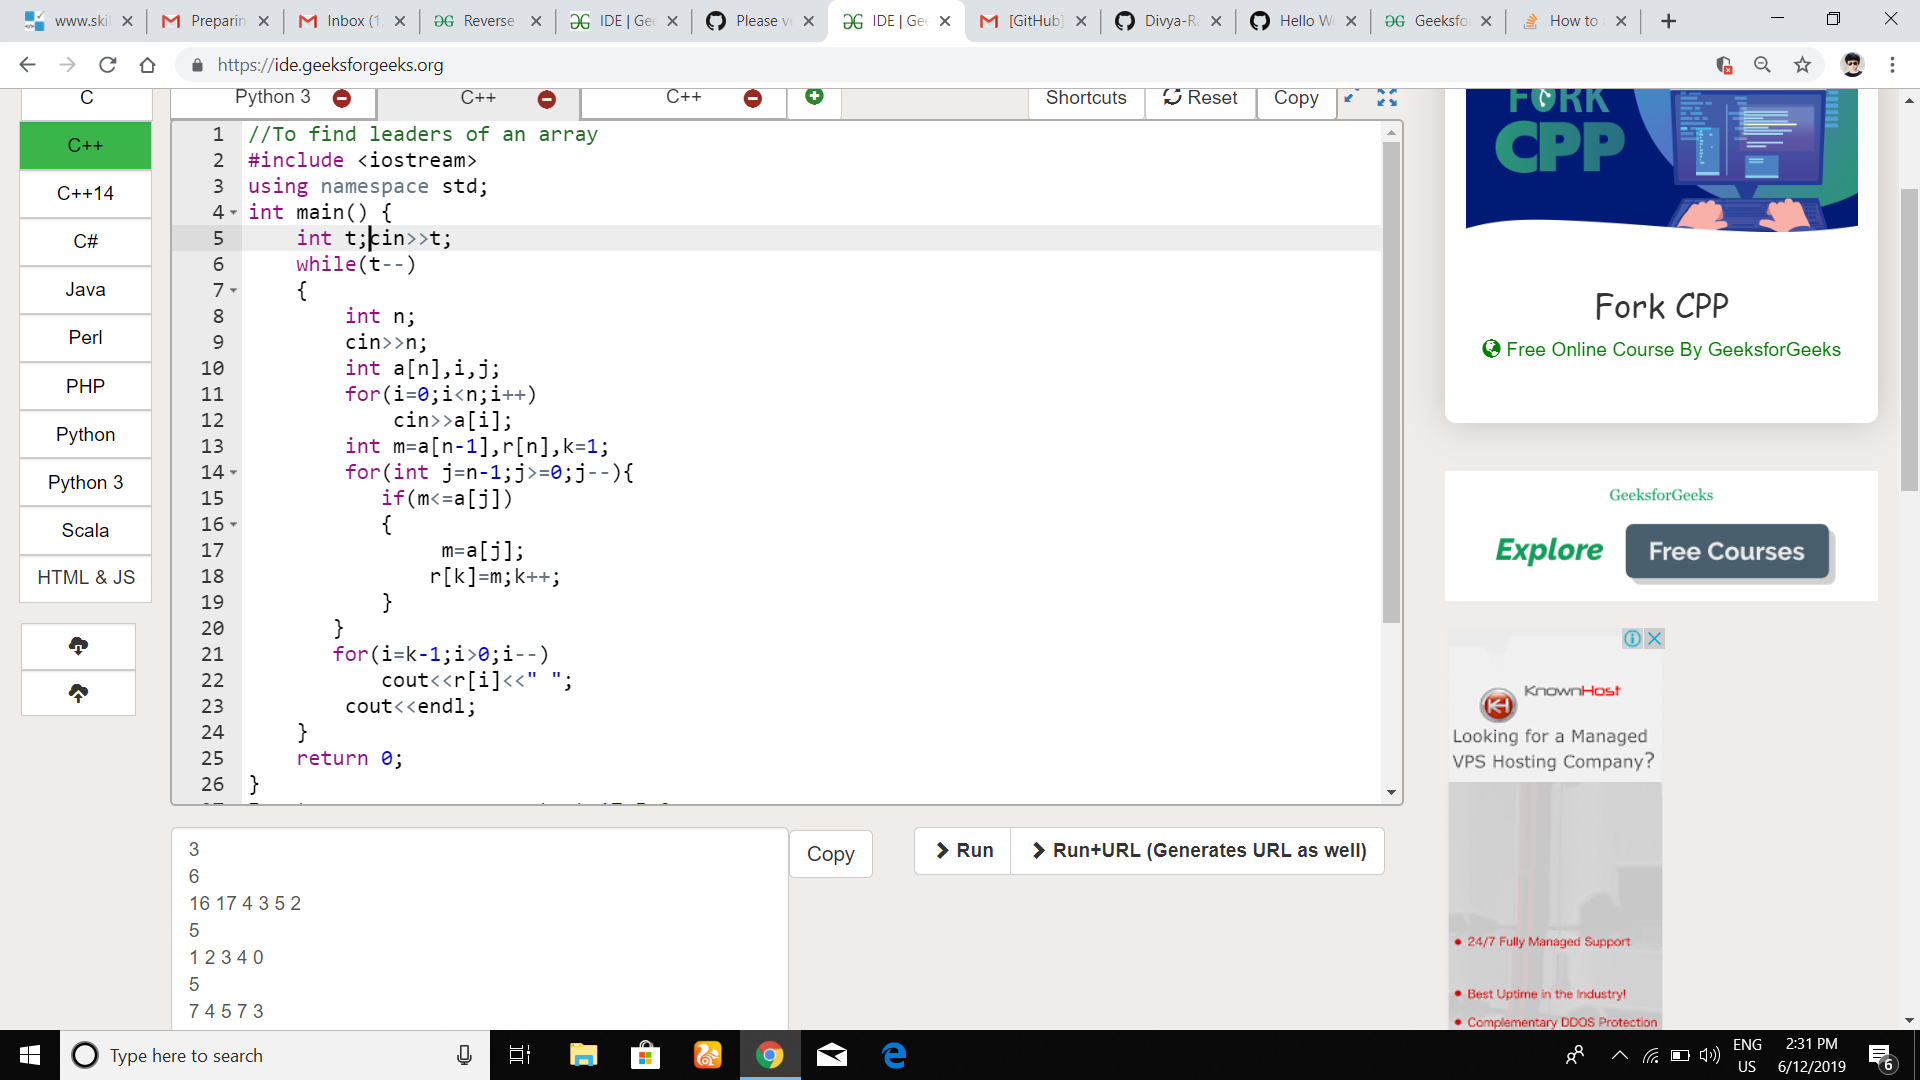 www.ski
Preparin
Inbox (1
Reverse
IDE | Ge
Please v
IDE | Gee
[GitHub]
Divya-R
Hello W
Geeksfo
How to
https://ide.geeksforgeeks.org
C
C++
C++14
C#
Java
Perl
PHP
Python
Python 3
Scala
HTML & JS
Python 3
C++
C++
Shortcuts
Reset
Copy
1 //To find leaders of an array
2 #include <iostream>
3 using namespace std;
4 int main() {
5 int t;cin>>t;
6 while(t--)
7 {
8 int n;
9 cin>>n;
10 int a[n],i,j;
11 for(i=0;i<n;i++)
12 cin>>a[i];
13 int m=a[n-1],r[n],k=1;
14 for(int j=n-1;j>=0;j--){
15 if(m<=a[j])
16 {
17 m=a[j];
18 r[k]=m;k++;
19 }
20 }
21 for(i=k-1;i>0;i--)
22 cout<<r[i]<<" ";
23 cout<<endl;
24 }
25 return 0;
26 }
3
6
16 17 4 3 5 2
5
1 2 3 4 0
5
7 4 5 7 3
Copy
Run
Run+URL (Generates URL as well)
FORK
CPP
Fork CPP
Free Online Course By GeeksforGeeks
GeeksforGeeks
Explore
Free Courses
KnownHost
Looking for a Managed
VPS Hosting Company?
• 24/7 Fully Managed Support
• Best Uptime in the Industry!
• Complementary DDOS Protection
Type here to search
ENG
US
2:31 PM
6/12/2019
6